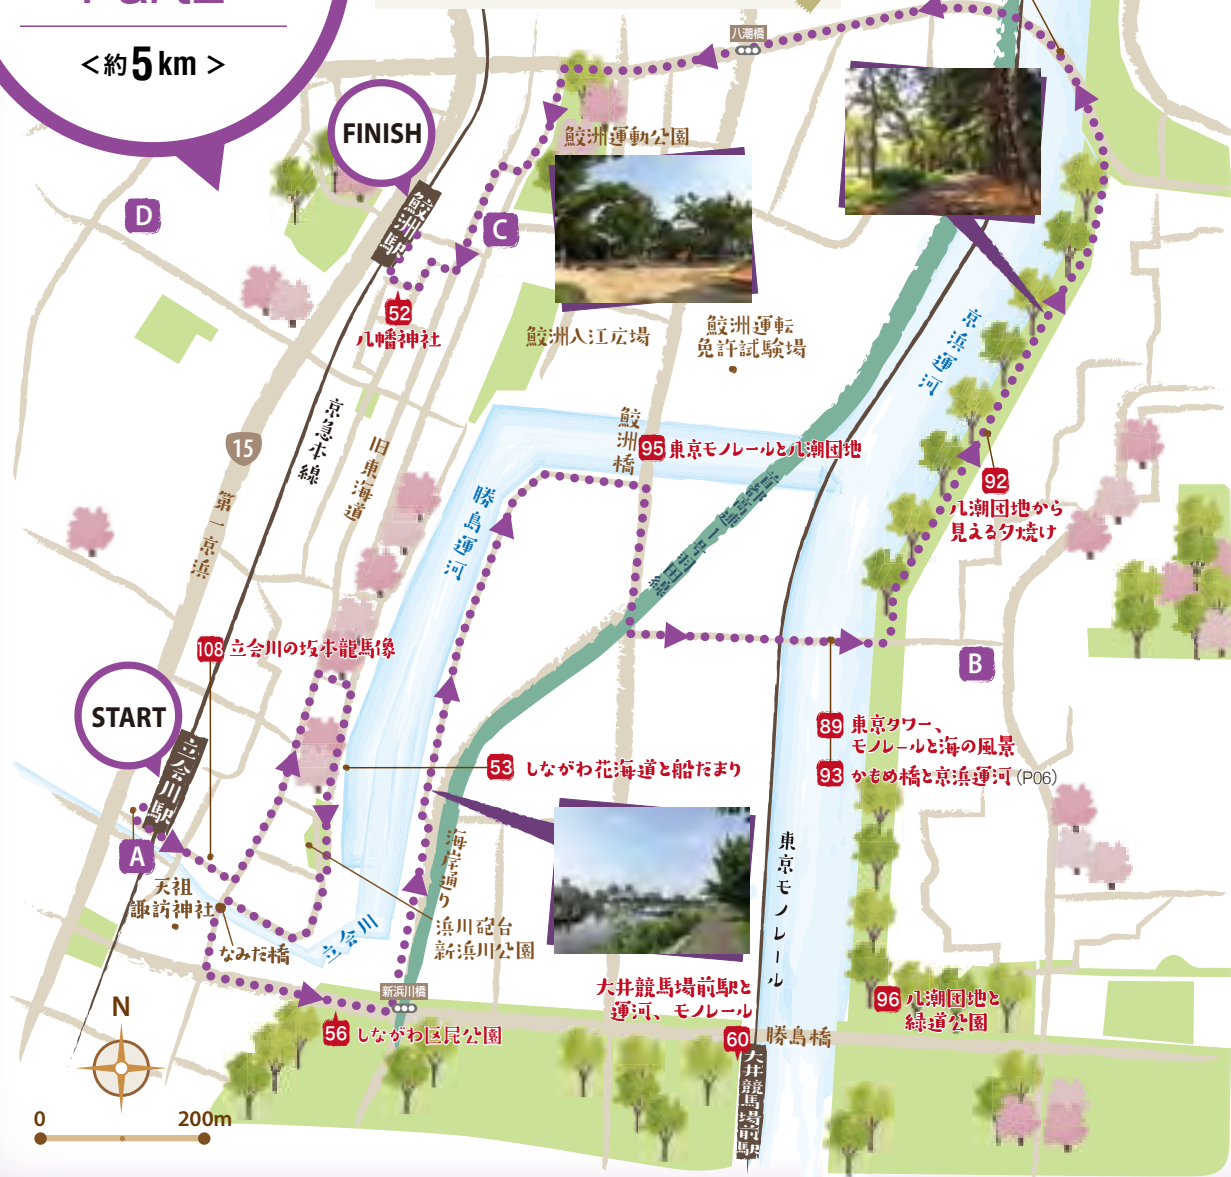 Part2
<約5km>
八潮橋
FINISH
鮫洲運動公園
D
鮫洲駅
C
52
八幡神社
鮫洲入江広場
鮫洲運転
免許試験場
京浜運河
京急本線
旧東海道
15
第一京浜
鮫洲橋
95 東京モノレールと八潮団地
勝島運河
首都高速1号羽田線
92
八潮団地から
見える夕焼け
108 立会川の坂本龍馬像
B
START
立会川駅
89 東京タワー、
モノレールと海の風景
93 かもめ橋と京浜運河(P06)
53 しながわ花海道と船だまり
A
海岸通り
東京モノレール
天祖
諏訪神社
なみだ橋
立会川
浜川砲台
新浜川公園
新浜川橋
大井競馬場前駅と
運河、モノレール
96 八潮団地と
緑道公園
N
56 しながわ区民公園
60
勝島橋
大井競馬場前駅
0 200m